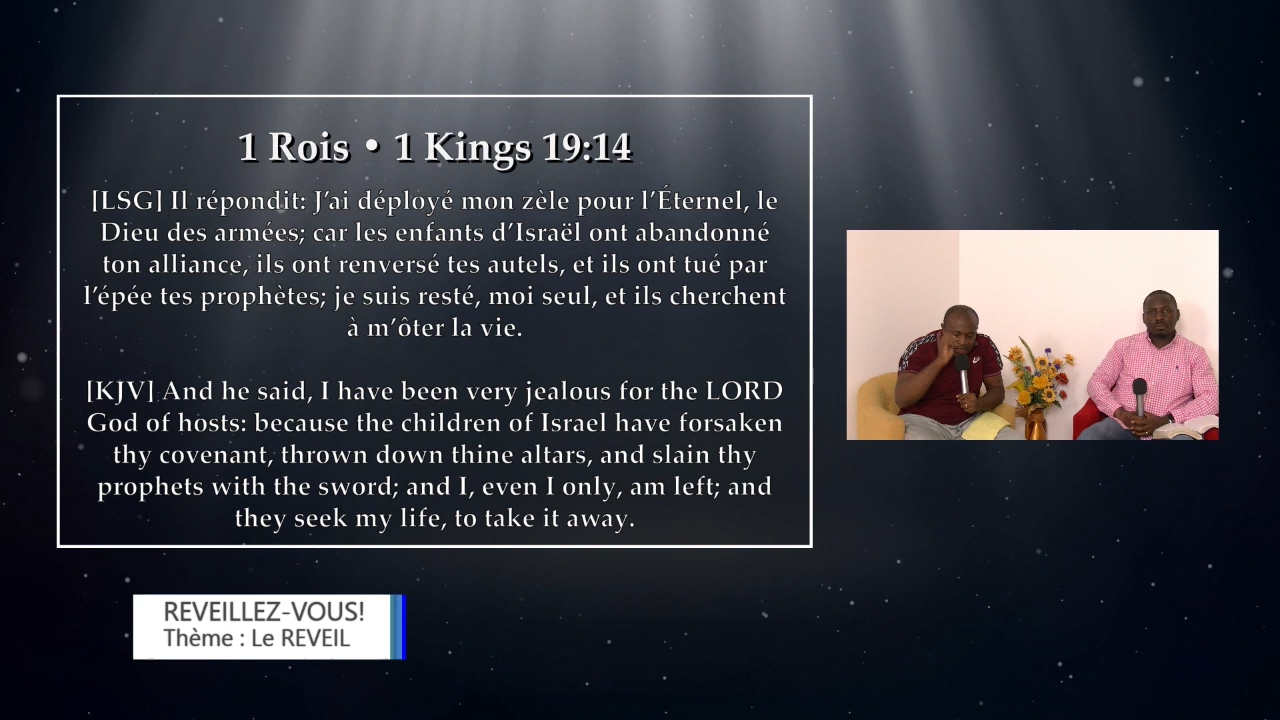 1 Rois • 1 Kings 19:14
[LSG] Il répondit: J’ai déployé mon zèle pour l’Éternel, le
Dieu des armées; car les enfants d’Israël ont abandonné
ton alliance, ils ont renversé tes autels, et ils ont tué par
l’épée tes prophètes; je suis resté, moi seul, et ils cherchent
à m’ôter la vie.
[KJV] And he said, I have been very jealous for the LORD
God of hosts: because the children of Israel have forsaken
thy covenant, thrown down thine altars, and slain thy
prophets with the sword; and I, even I only, am left; and
they seek my life, to take it away.
REVEILLEZ-VOUS!
Thème : Le REVEIL